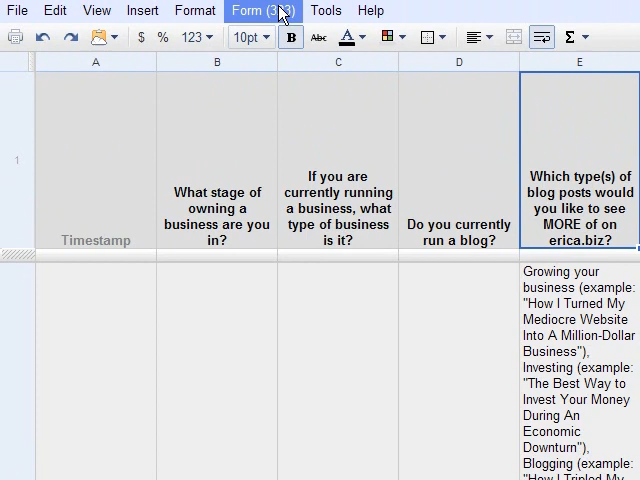 File Edit View Insert Format Form Tools Help
$ % 123 10pt B Abc A Σ
A B C D E
1
Timestamp
What stage of
owning a
business are you
in?
If you are
currently running
a business, what
type of business
is it?
Do you currently
run a blog?
Which type(s) of
blog posts would
you like to see
MORE of on
erica.biz?
Growing your
business (example:
"How I Turned My
Mediocre Website
Into A Million-Dollar
Business"),
Investing (example:
"The Best Way to
Invest Your Money
During An
Economic
Downturn"),
Blogging (example:
"How I Tripled My